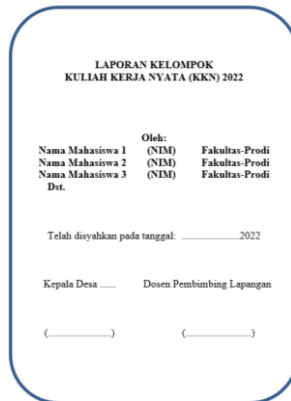 LAPORAN KELOMPOK
KULIAH KERJA NYATA (KKN) 2022
Oleh:
Nama Mahasiswa 1 (NIM) Fakultas-Prodi
Nama Mahasiswa 2 (NIM) Fakultas-Prodi
Nama Mahasiswa 3 (NIM) Fakultas-Prodi
Dst.
Telah disyahkan pada tanggal: ........................2022
Kepala Desa ...... Dosen Pembimbing Lapangan
(..........................) (............................)